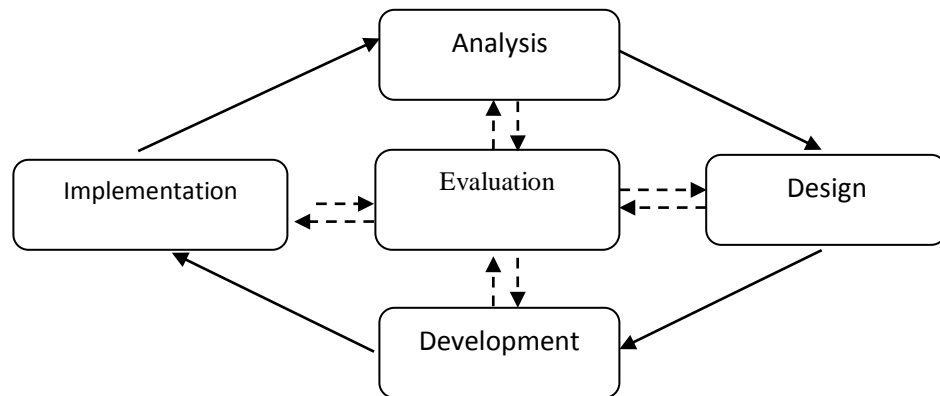 Analysis
Implementation
Evaluation
Design
Development